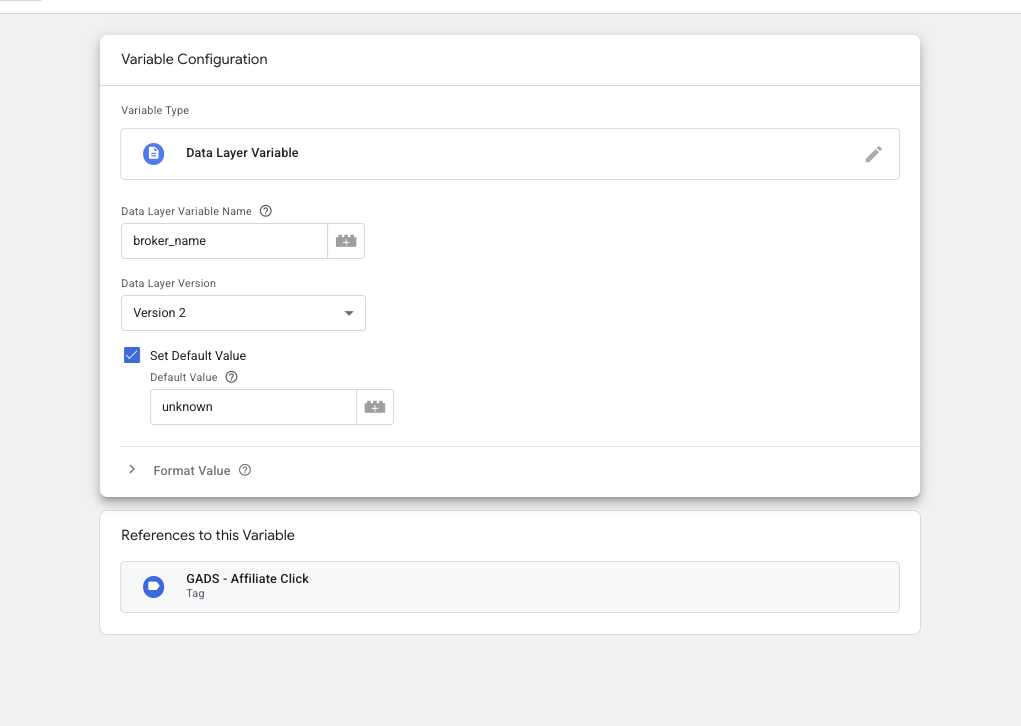 Variable Configuration
Variable Type
Data Layer Variable
Data Layer Variable Name
broker_name
Data Layer Version
Version 2
Set Default Value
Default Value
unknown
Format Value
References to this Variable
GADS - Affiliate Click
Tag